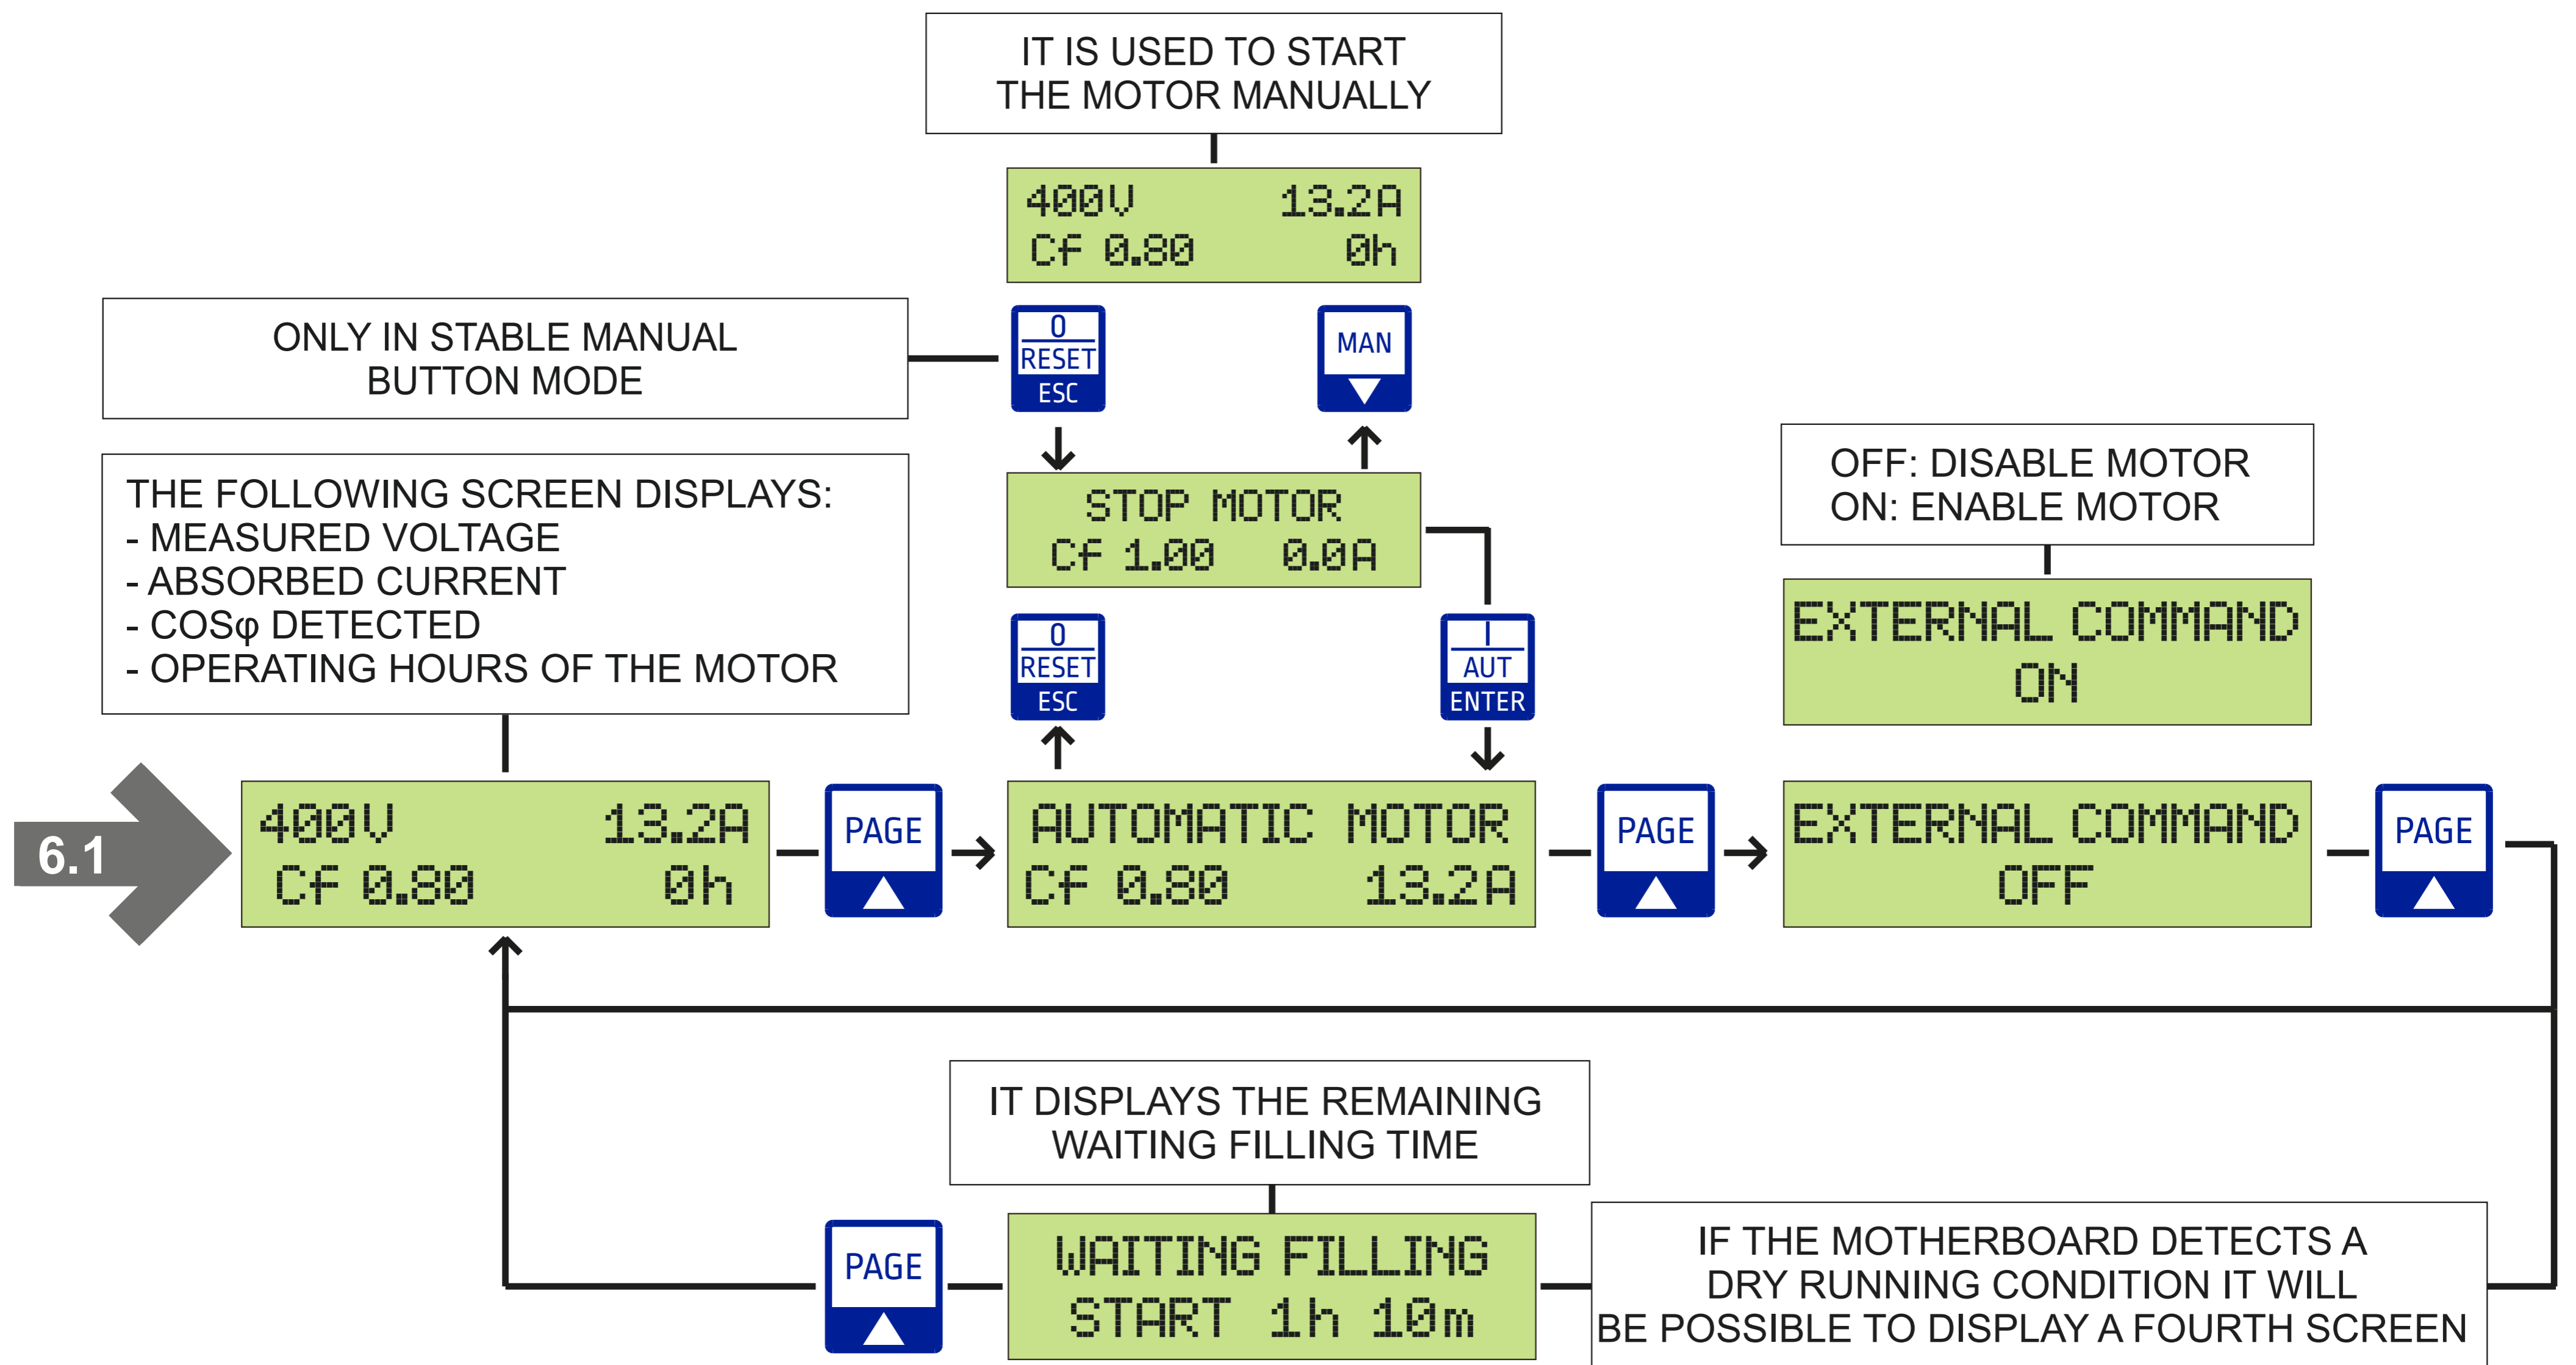 IT IS USED TO START
THE MOTOR MANUALLY
400V 13.2A
Cf 0.80 0h
ONLY IN STABLE MANUAL
BUTTON MODE
0
RESET
ESC
MAN
THE FOLLOWING SCREEN DISPLAYS:
- MEASURED VOLTAGE
- ABSORBED CURRENT
- COSφ DETECTED
- OPERATING HOURS OF THE MOTOR
STOP MOTOR
Cf 1.00 0.0A
OFF: DISABLE MOTOR
ON: ENABLE MOTOR
0
RESET
ESC
I
AUT
ENTER
EXTERNAL COMMAND
ON
6.1
400V 13.2A
Cf 0.80 0h
PAGE
AUTOMATIC MOTOR
Cf 0.80 13.2A
PAGE
EXTERNAL COMMAND
OFF
PAGE
IT DISPLAYS THE REMAINING
WAITING FILLING TIME
PAGE
WAITING FILLING
START 1h 10m
IF THE MOTHERBOARD DETECTS A
DRY RUNNING CONDITION IT WILL
BE POSSIBLE TO DISPLAY A FOURTH SCREEN